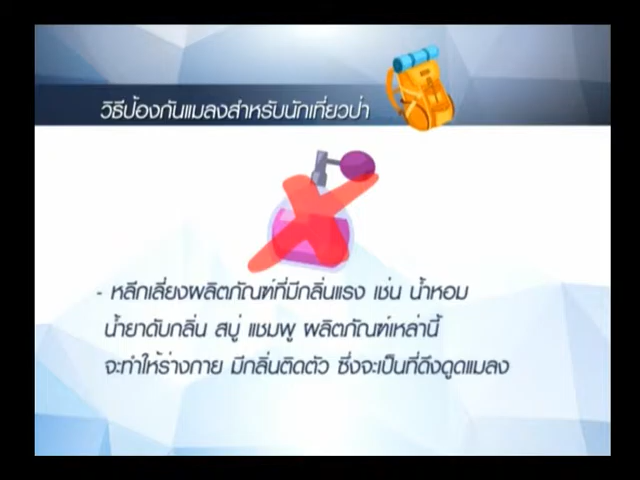 วิธีป้องกันแมลงสำหรับนักเที่ยวป่า
- หลีกเลี่ยงผลิตภัณฑ์ที่มีกลิ่นแรง เช่น น้ำหอม
น้ำยาดับกลิ่น สบู่ แชมพู ผลิตภัณฑ์เหล่านี้
จะทำให้ร่างกาย มีกลิ่นติดตัว ซึ่งจะเป็นที่ดึงดูดแมลง